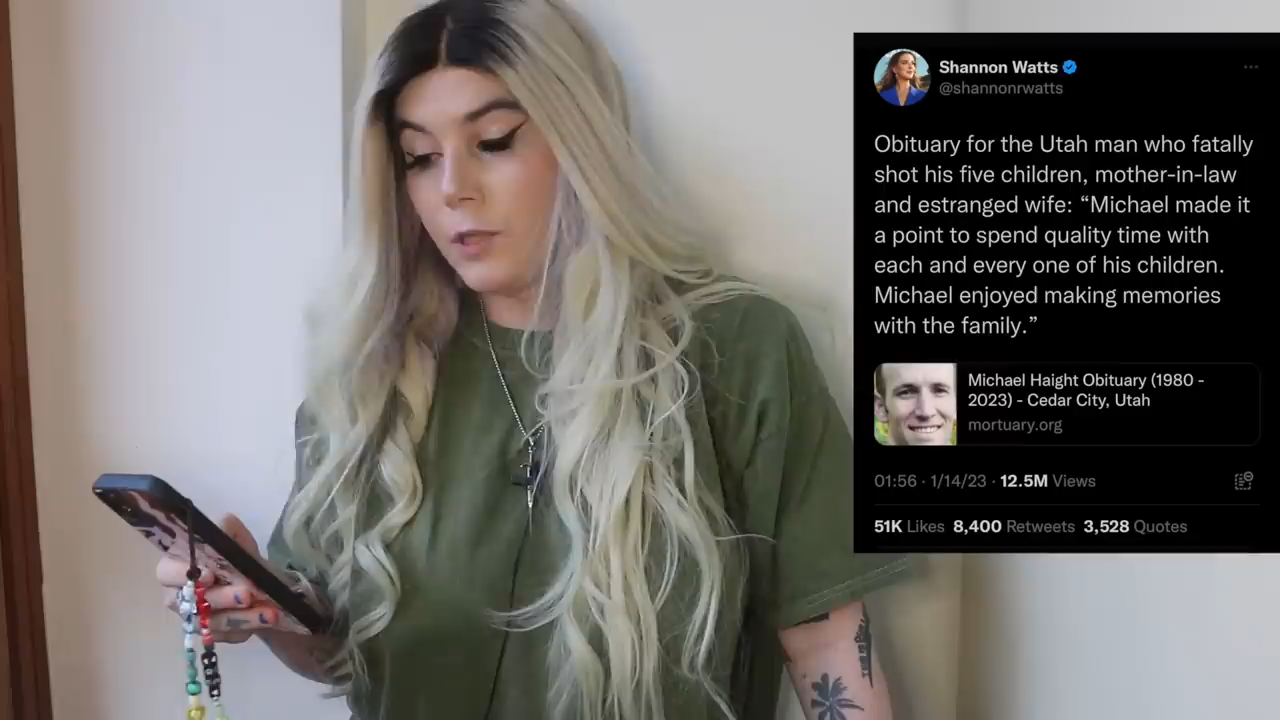 Shannon Watts
@shannonrwatts
Obituary for the Utah man who fatally
shot his five children, mother-in-law
and estranged wife: “Michael made it
a point to spend quality time with
each and every one of his children.
Michael enjoyed making memories
with the family.”
Michael Haight Obituary (1980 -
2023) - Cedar City, Utah
mortuary.org
01:56 · 1/14/23 · 12.5M Views
51K Likes 8,400 Retweets 3,528 Quotes